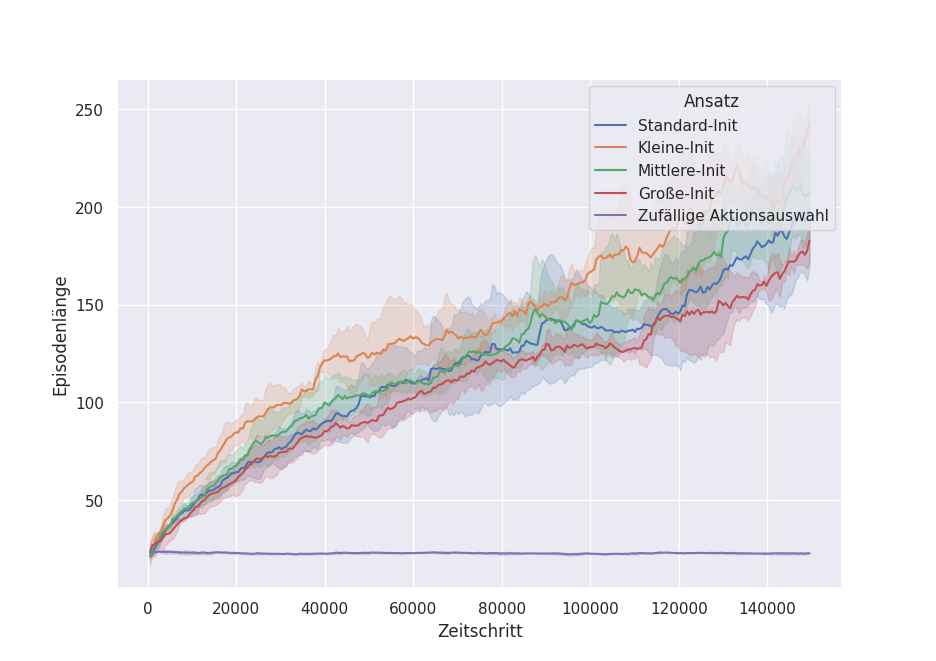 250
200
150
100
50
0
20000
40000
60000
80000
100000
120000
140000
Episodenlänge
Zeitschritt
Ansatz
Standard-Init
Kleine-Init
Mittlere-Init
Große-Init
Zufällige Aktionsauswahl